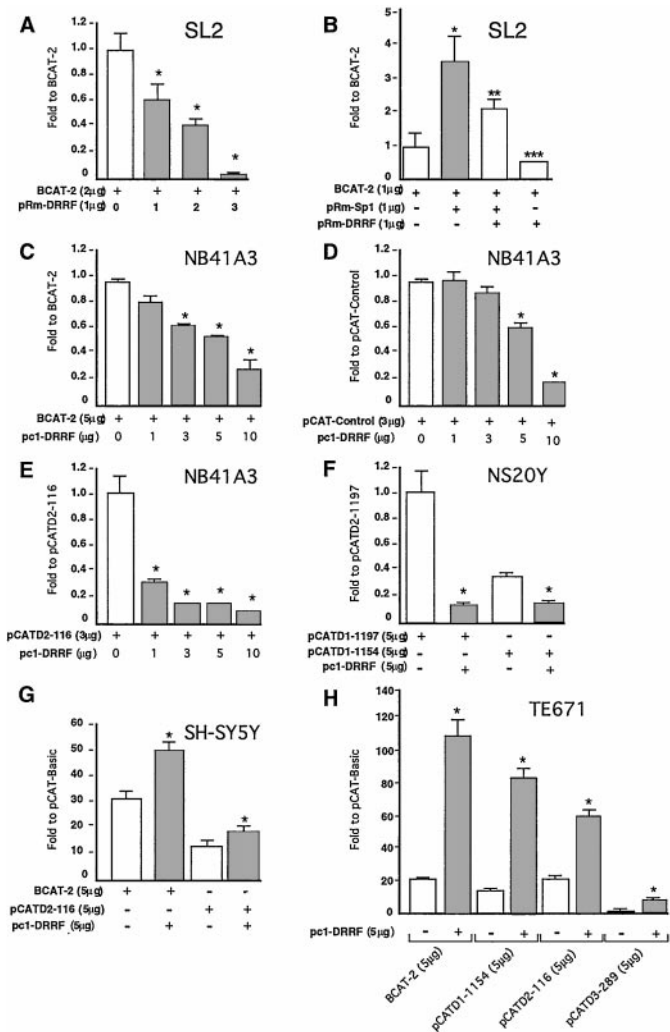 A
SL2
Fold to BCAT-2
1.2
1.0
0.8
0.6
0.4
0.2
0
*
*
*
BCAT-2 (2μg) + + + +
pRm-DRRF (1μg) 0 1 2 3
B
SL2
Fold to BCAT-2
5
4
3
2
1
0
*
**
***
BCAT-2 (1μg) + + + +
pRm-Sp1 (1μg) - + + -
pRm-DRRF (1μg) - - + +
C
NB41A3
Fold to BCAT-2
1.2
1.0
0.8
0.6
0.4
0.2
0
*
*
*
BCAT-2 (5μg) + + + + +
pc1-DRRF (μg) 0 1 3 5 10
D
NB41A3
Fold to pCAT-Control
1.2
1.0
0.8
0.6
0.4
0.2
0
*
*
pCAT-Control (3μg) + + + + +
pc1-DRRF (μg) 0 1 3 5 10
E
NB41A3
Fold to pCATD2-116
1.2
1.0
0.8
0.6
0.4
0.2
0
*
*
*
*
pCATD2-116 (3μg) + + + + +
pc1-DRRF (μg) 0 1 3 5 10
F
NS20Y
Fold to pCATD2-1197
1.2
1.0
0.8
0.6
0.4
0.2
0
*
*
pCATD1-1197 (5μg) + + - -
pCATD1-1154 (5μg) - - + +
pc1-DRRF (5μg) - + - +
G
SH-SY5Y
Fold to pCAT-Basic
60
50
40
30
20
10
*
*
BCAT-2 (5μg) + + - -
pCATD2-116 (5μg) - - + +
pc1-DRRF (5μg) - + - +
H
TE671
Fold to pCAT-Basic
140
120
100
80
60
40
20
0
*
*
*
*
pc1-DRRF (5μg) - + - + - + - +
BCAT-2 (5μg)
pCATD1-1154 (5μg)
pCATD2-116 (5μg)
pCATD3-289 (5μg)